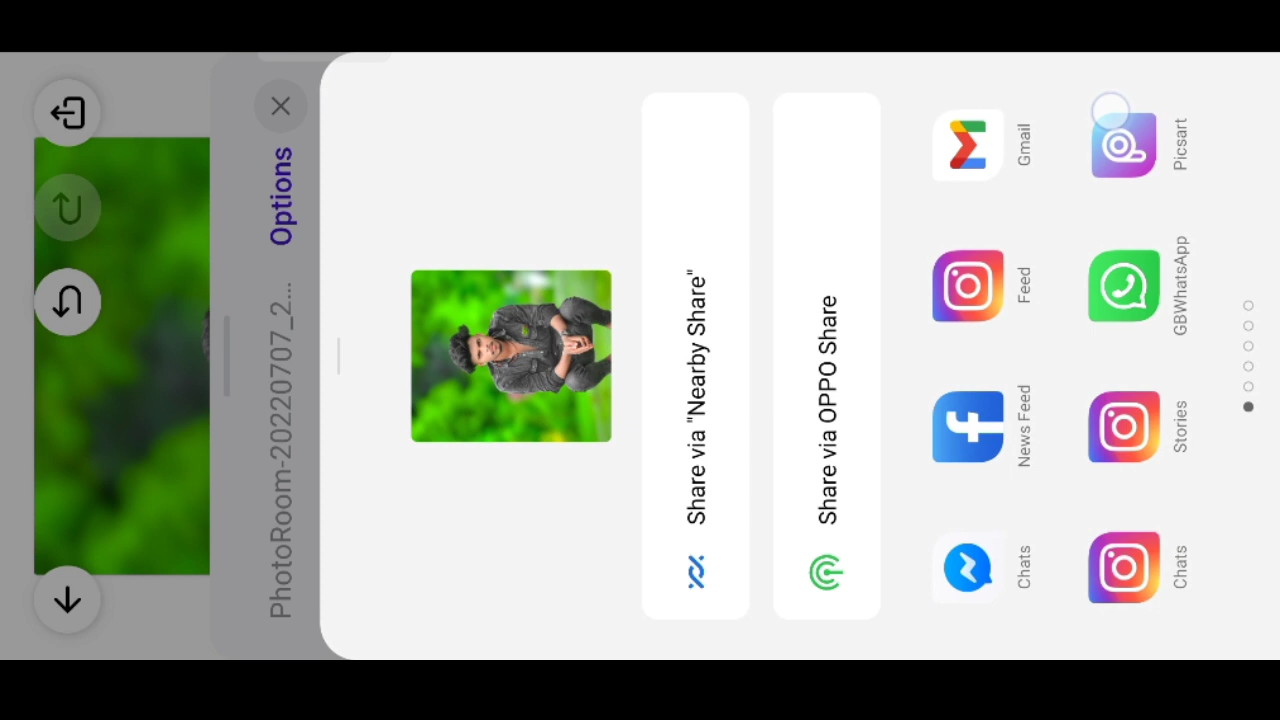 PhotoRoom-20220707_2...
Options
Share via "Nearby Share"
Share via OPPO Share
Chats
News Feed
Feed
Gmail
Chats
Stories
GBWhatsApp
Picsart